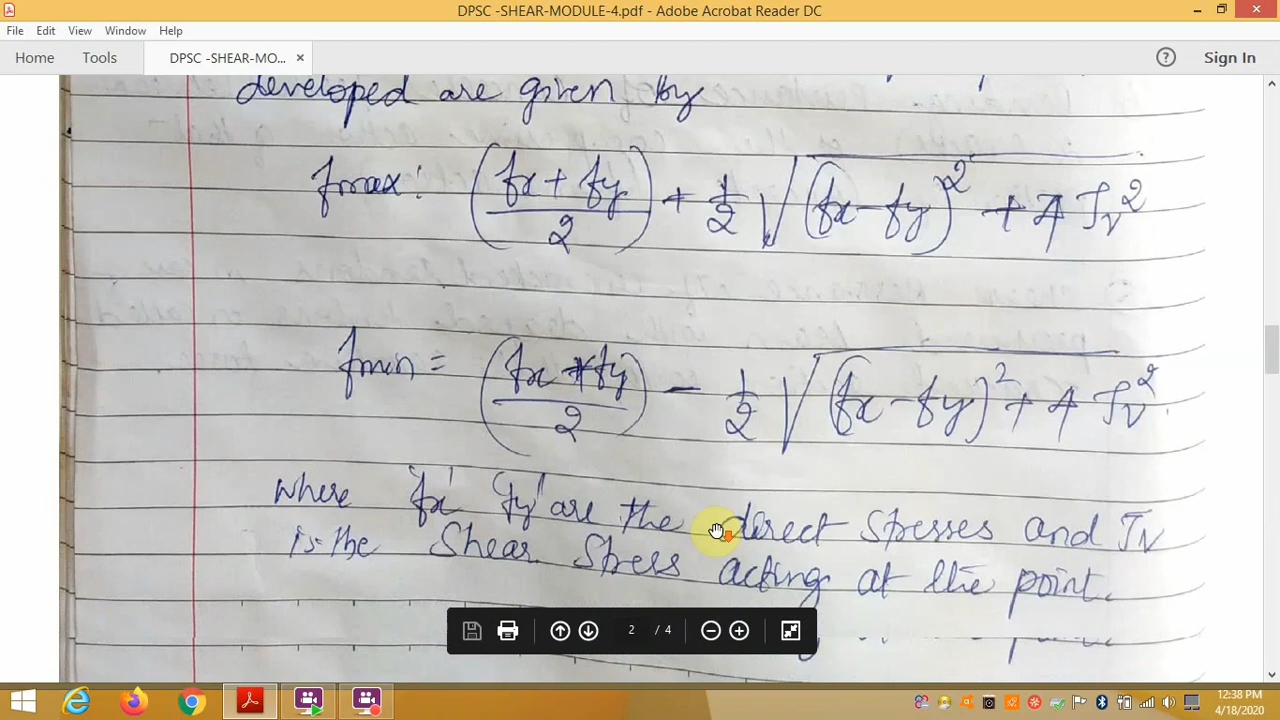 DPSC -SHEAR-MODULE-4.pdf - Adobe Acrobat Reader DC
File Edit View Window Help
Home Tools DPSC -SHEAR-MO... × Sign In
developed are given by
fmax: (fx + fy / 2) + 1/2 √(fx - fy)² + 4 τv²
fmin = (fx + fy / 2) - 1/2 √(fx - fy)² + 4 τv²
where 'fx' 'fy' are the direct stresses and τv
is the Shear Stress acting at the point.
2 / 4
12:38 PM
4/18/2020